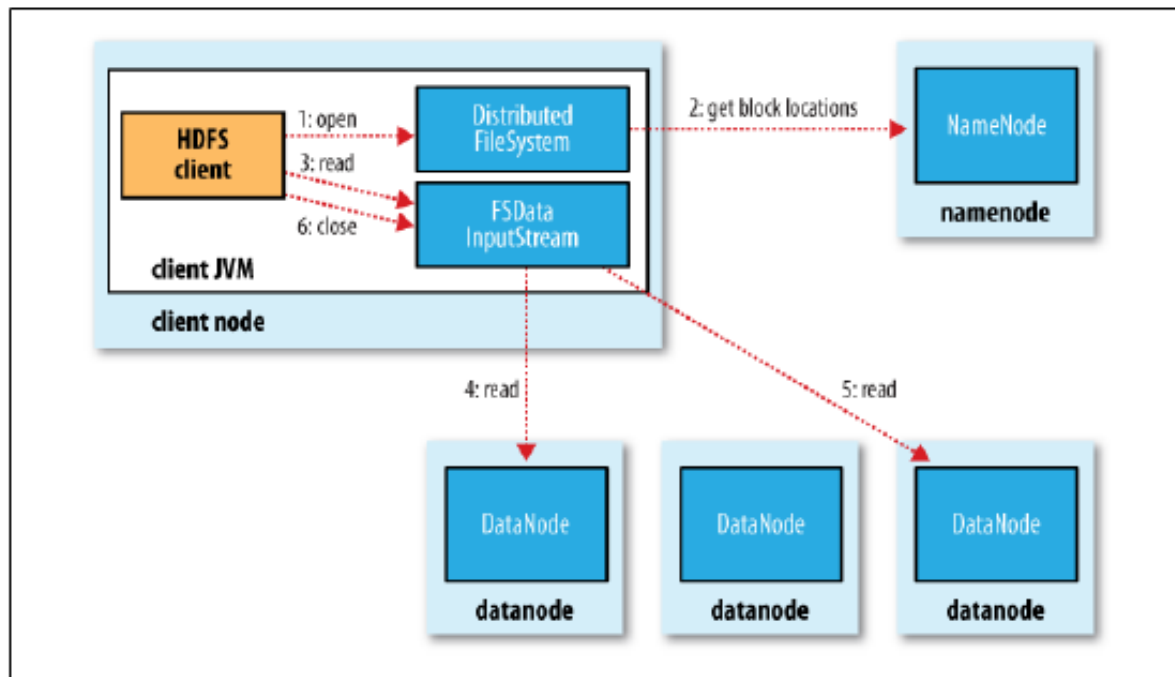 HDFS
client
1: open
3: read
6: close
Distributed
FileSystem
FSData
InputStream
client JVM
client node
2: get block locations
NameNode
namenode
4: read
5: read
DataNode
datanode
DataNode
datanode
DataNode
datanode